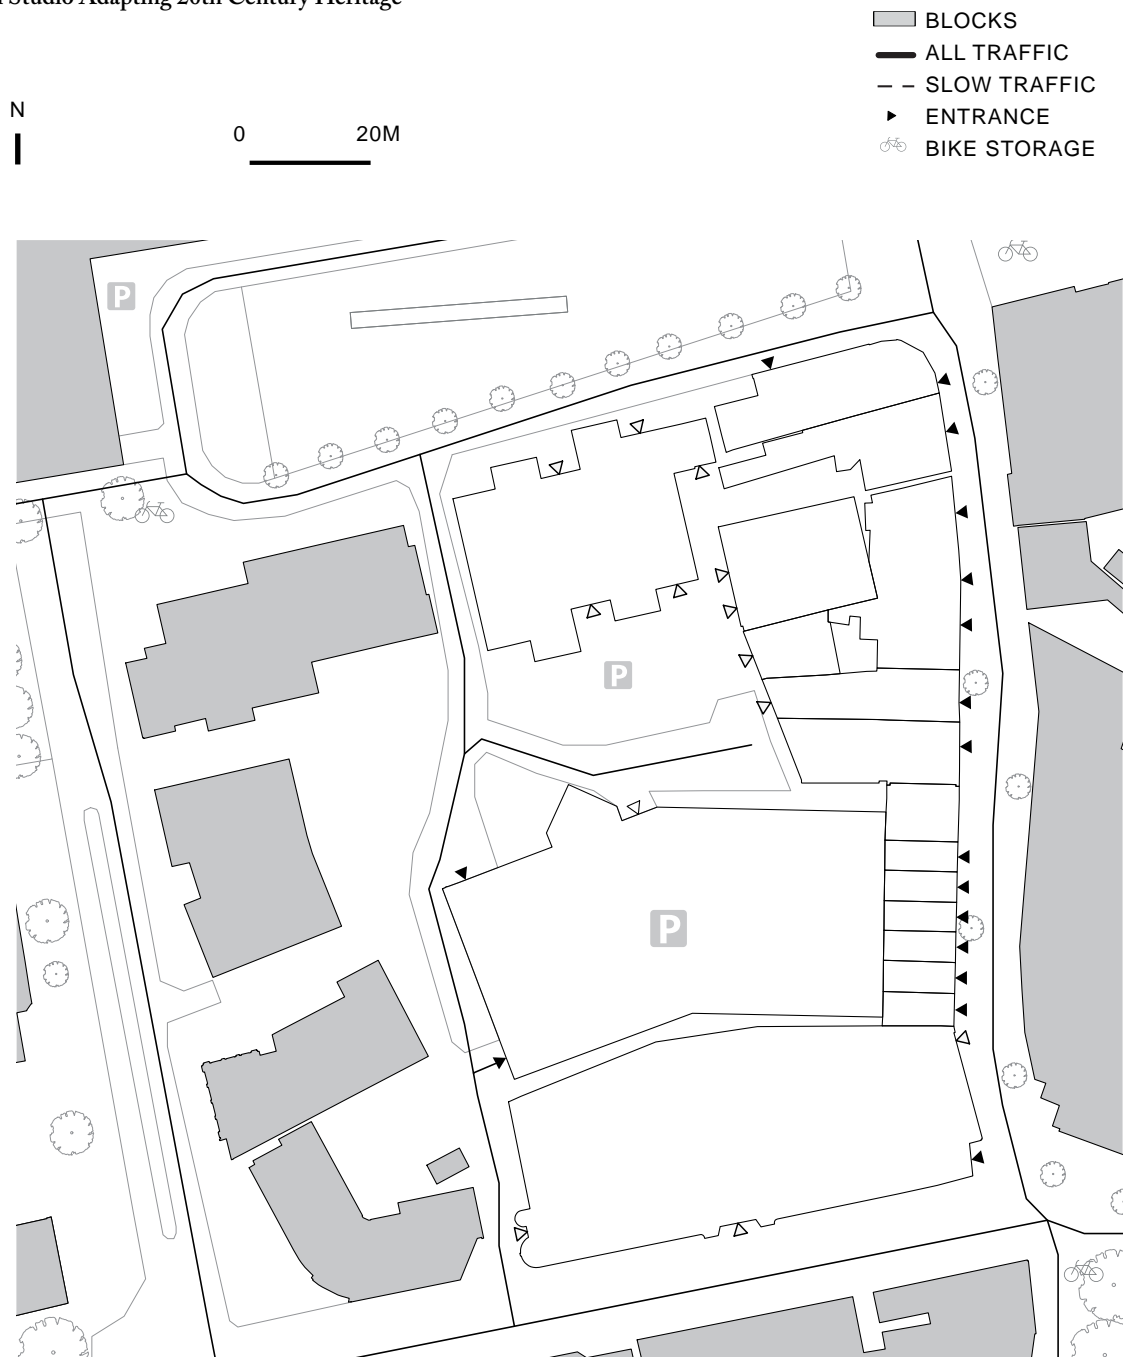 Studio Adapting 20th Century Heritage
BLOCKS
ALL TRAFFIC
SLOW TRAFFIC
ENTRANCE
BIKE STORAGE
N
0 20M
P
P
P